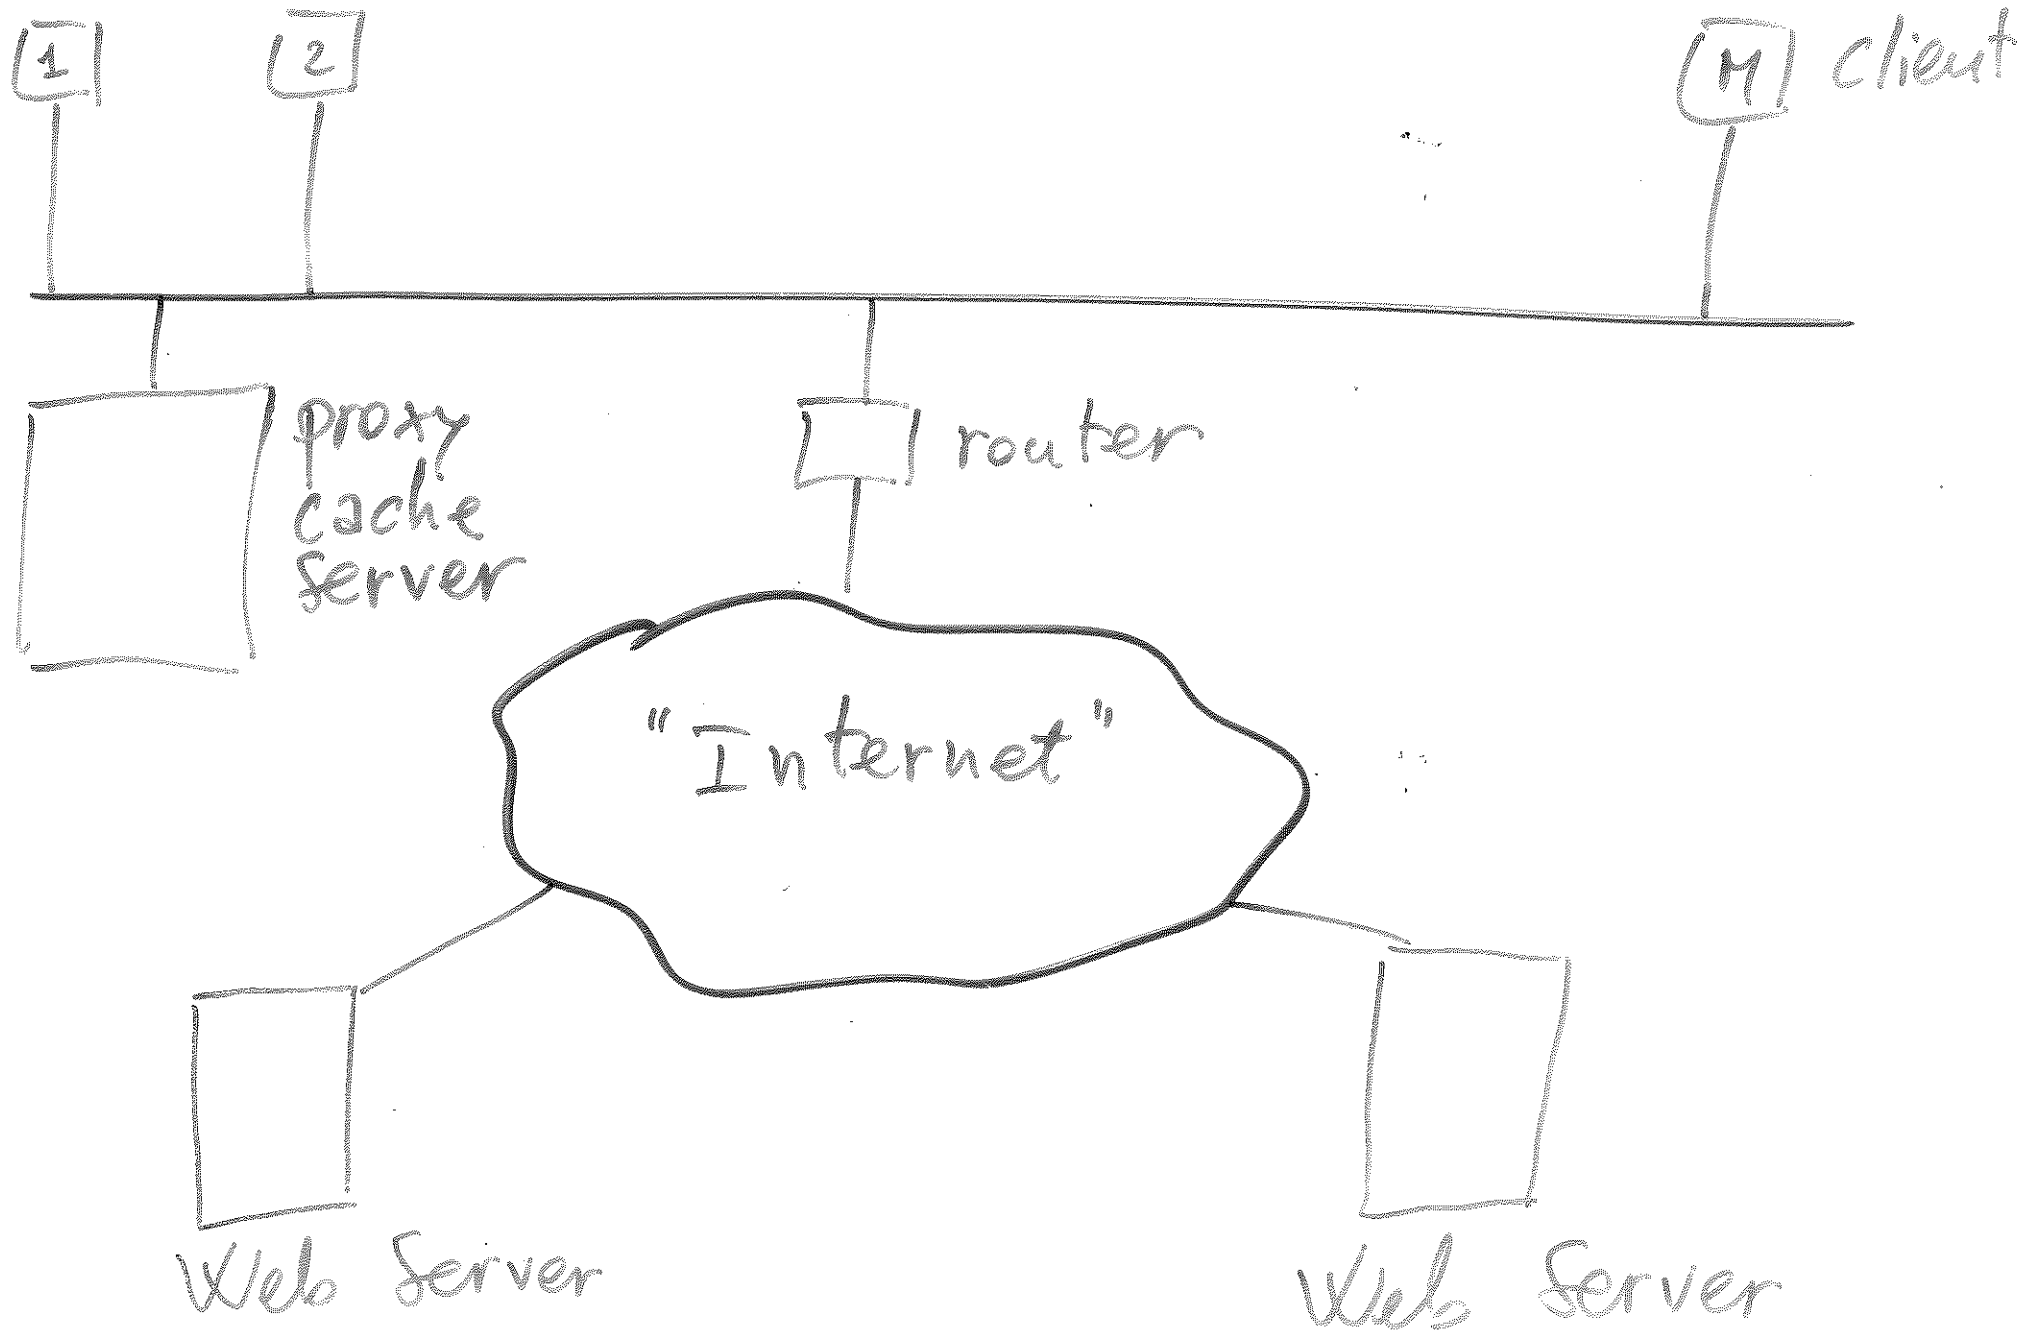 1
2
M
client
proxy
cache
server
router
"Internet"
Web Server
Web Server